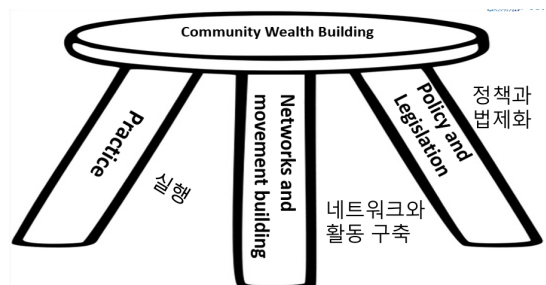 Community Wealth Building
Practice
실행
Networks and
movement building
네트워크와
활동 구축
Policy and
Legislation
정책과
법제화